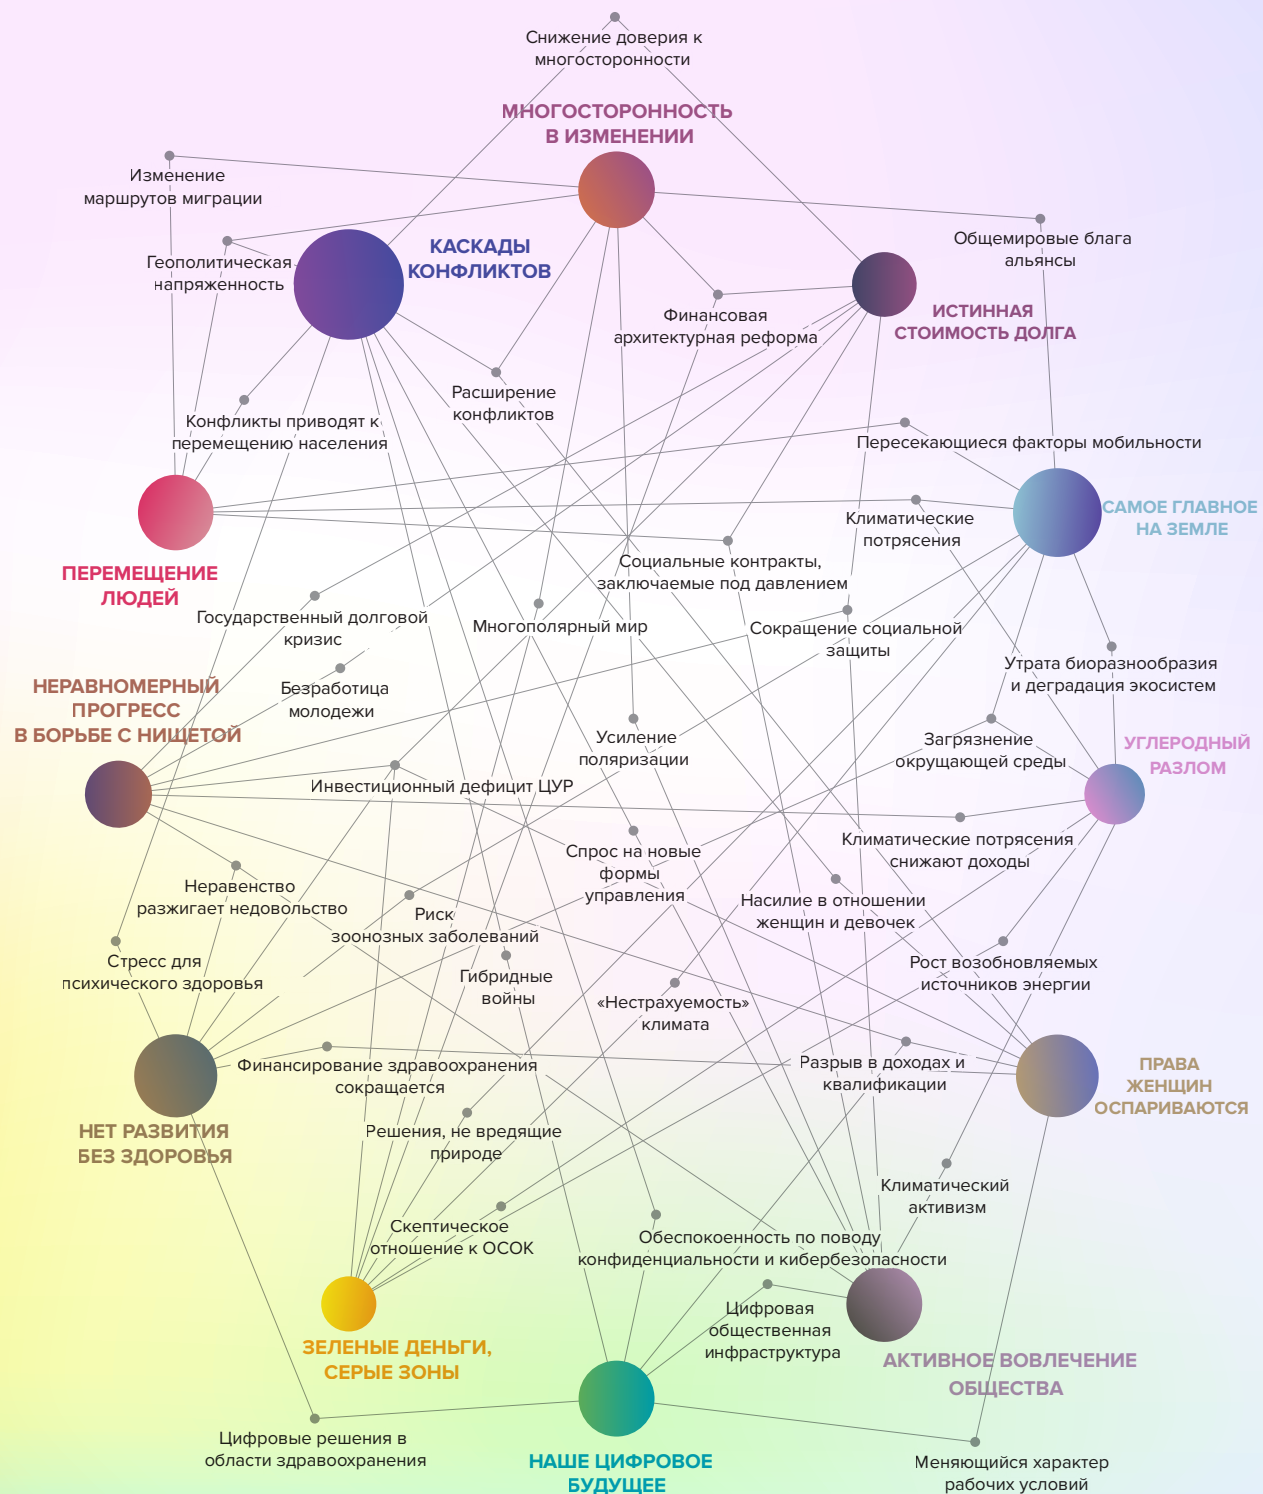 Снижение доверия к
многосторонности
МНОГОСТОРОННОСТЬ
В ИЗМЕНЕНИИ
Изменение
маршрутов миграции
Геополитическая
напряженность
КАСКАДЫ
КОНФЛИКТОВ
Общемировые блага
альянсы
Финансовая
архитектурная реформа
ИСТИННАЯ
СТОИМОСТЬ ДОЛГА
Расширение
конфликтов
Конфликты приводят к
перемещению населения
Пересекающиеся факторы мобильности
САМОЕ ГЛАВНОЕ
НА ЗЕМЛЕ
Климатические
потрясения
ПЕРЕМЕЩЕНИЕ
ЛЮДЕЙ
Социальные контракты,
заключаемые под давлением
Государственный долговой
кризис
Многополярный мир
Сокращение социальной
защиты
Утрата биоразнообразия
и деградация экосистем
НЕРАВНОМЕРНЫЙ
ПРОГРЕСС
В БОРЬБЕ С НИЩЕТОЙ
Безработица
молодежи
Усиление
поляризации
Загрязнение
окрущающей среды
УГЛЕРОДНЫЙ
РАЗЛОМ
Инвестиционный дефицит ЦУР
Климатические потрясения
снижают доходы
Спрос на новые
формы
управления
Неравенство
разжигает недовольство
Риск
зоонозных заболеваний
Насилие в отношении
женщин и девочек
Стресс для
психического здоровья
Гибридные
войны
«Нестрахуемость»
климата
Рост возобновляемых
источников энергии
Финансирование здравоохранения
сокращается
Разрыв в доходах и
квалификации
ПРАВА
ЖЕНЩИН
ОСПАРИВАЮТСЯ
НЕТ РАЗВИТИЯ
БЕЗ ЗДОРОВЬЯ
Решения, не вредящие
природе
Климатический
активизм
Скептическое
отношение к ОСОК
Обеспокоенность по поводу
конфиденциальности и кибербезопасности
Цифровая
общественная
инфраструктура
ЗЕЛЕНЫЕ ДЕНЬГИ,
СЕРЫЕ ЗОНЫ
АКТИВНОЕ ВОВЛЕЧЕНИЕ
ОБЩЕСТВА
Цифровые решения в
области здравоохранения
НАШЕ ЦИФРОВОЕ
БУДУЩЕЕ
Меняющийся характер
рабочих условий